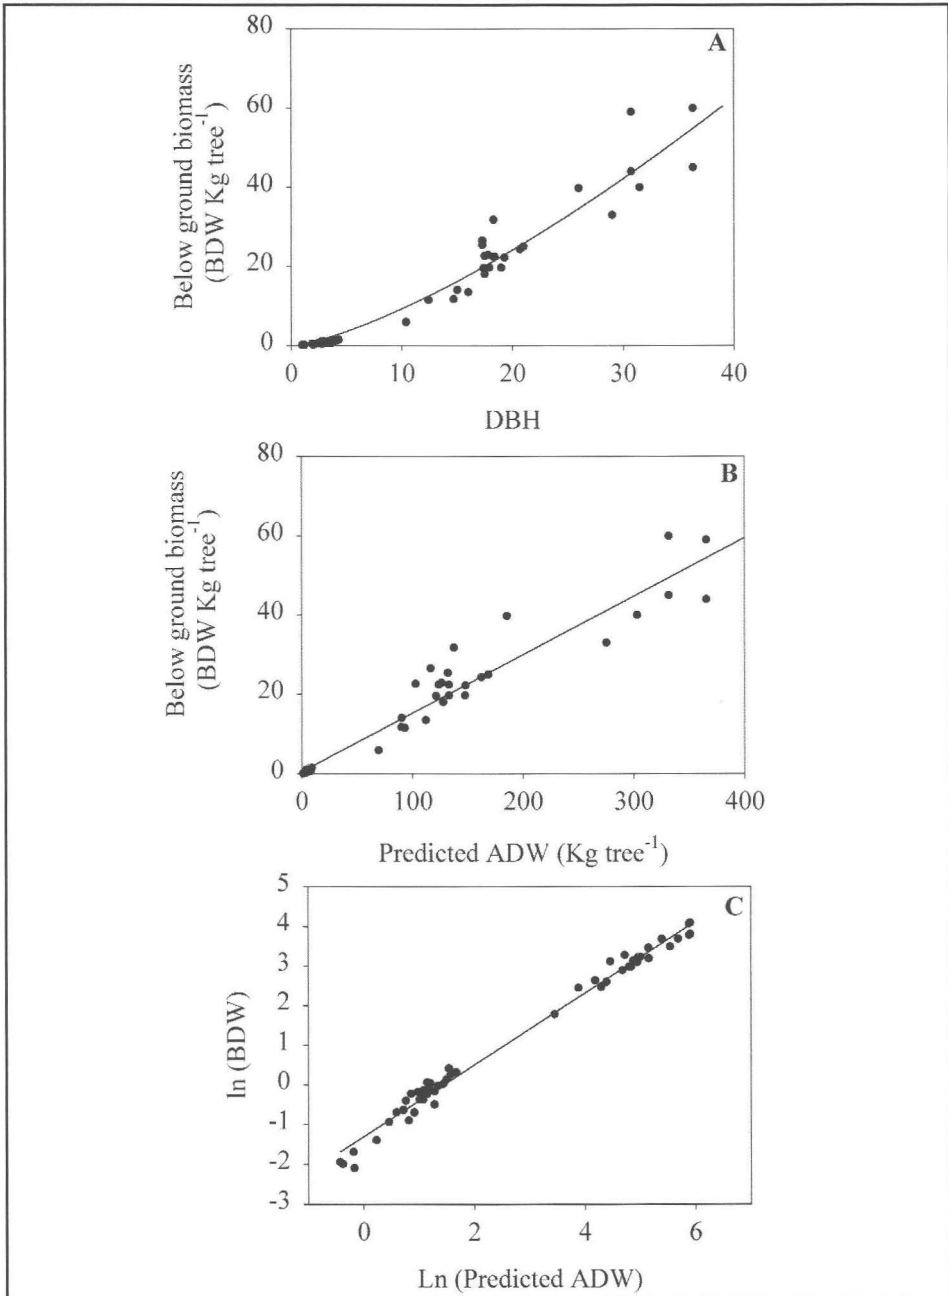 A
Below ground biomass
(BDW Kg tree⁻¹)
80
60
40
20
0
0 10 20 30 40
DBH
B
Below ground biomass
(BDW Kg tree⁻¹)
80
60
40
20
0
0 100 200 300 400
Predicted ADW (Kg tree⁻¹)
C
ln (BDW)
5
4
3
2
1
0
-1
-2
-3
0 2 4 6
Ln (Predicted ADW)